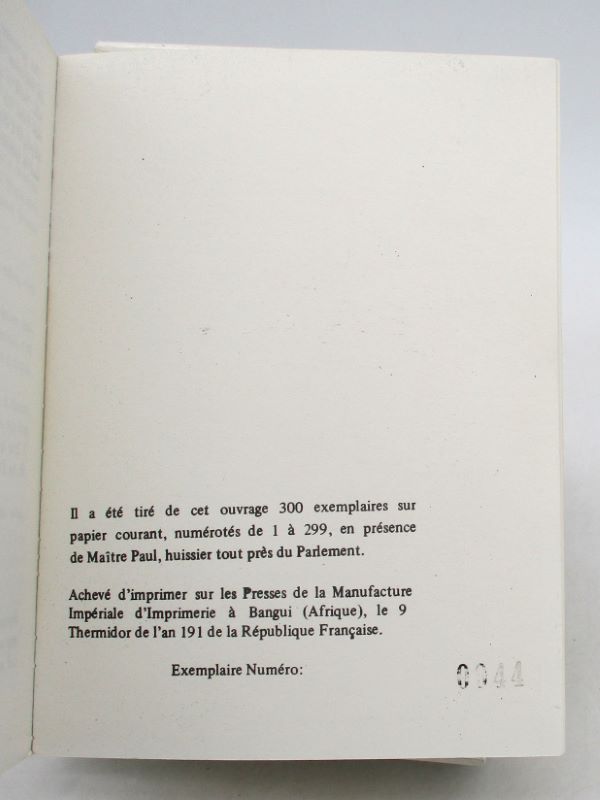 Il a été tiré de cet ouvrage 300 exemplaires sur
papier courant, numérotés de 1 à 299, en présence
de Maître Paul, huissier tout près du Parlement.
Achevé d'imprimer sur les Presses de la Manufacture
Impériale d'Imprimerie à Bangui (Afrique), le 9
Thermidor de l'an 191 de la République Française.
Exemplaire Numéro: 0044